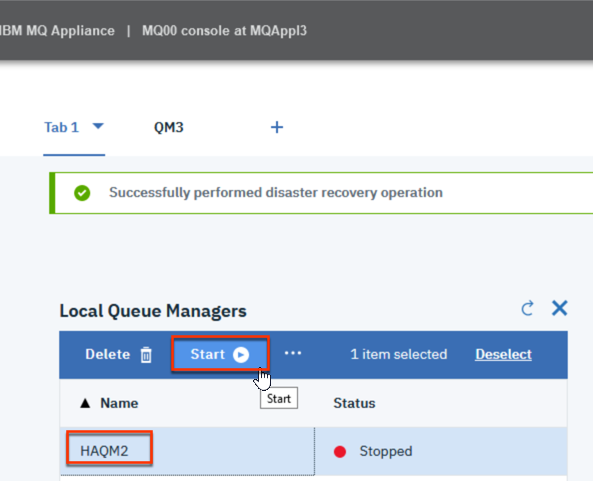 IBM MQ Appliance | MQ00 console at MQAppl3
Tab 1 QM3 +
Successfully performed disaster recovery operation
Local Queue Managers
Delete Start ... 1 item selected Deselect
Name Status
Start
HAQM2 Stopped